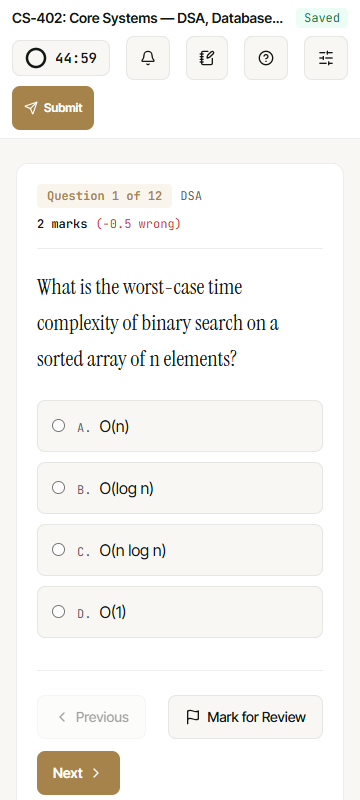 CS-402: Core Systems — DSA, Database...
Saved
44:59
Submit
Question 1 of 12
DSA
2 marks (-0.5 wrong)
What is the worst-case time
complexity of binary search on a
sorted array of n elements?
A. O(n)
B. O(log n)
C. O(n log n)
D. O(1)
Previous
Mark for Review
Next